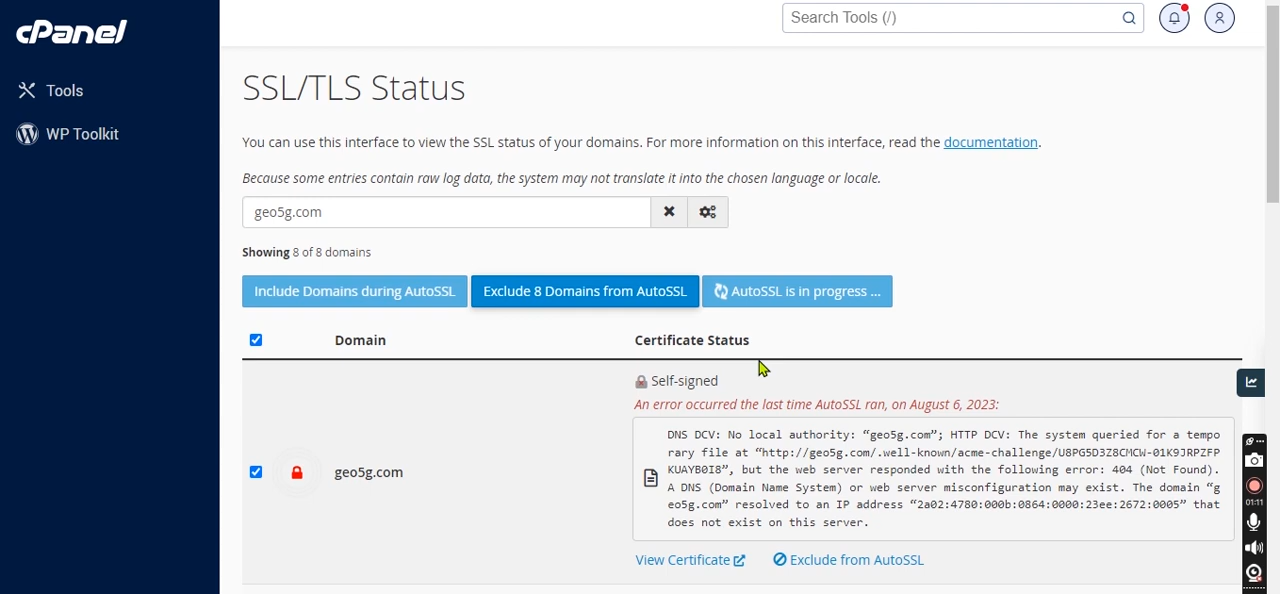 cPanel
Search Tools (/)
Tools
WP Toolkit
SSL/TLS Status
You can use this interface to view the SSL status of your domains. For more information on this interface, read the documentation.
Because some entries contain raw log data, the system may not translate it into the chosen language or locale.
geo5g.com
Showing 8 of 8 domains
Include Domains during AutoSSL
Exclude 8 Domains from AutoSSL
AutoSSL is in progress ...
Domain
Certificate Status
Self-signed
An error occurred the last time AutoSSL ran, on August 6, 2023:
geo5g.com
DNS DCV: No local authority: “geo5g.com”; HTTP DCV: The system queried for a tempo
rary file at “http://geo5g.com/.well-known/acme-challenge/U8PG5D3Z8CMCW-01K9JRPZFP
KUAYB0I8”, but the web server responded with the following error: 404 (Not Found).
A DNS (Domain Name System) or web server misconfiguration may exist. The domain “g
eo5g.com” resolved to an IP address “2a02:4780:000b:0864:0000:23ee:2672:0005” that
does not exist on this server.
View Certificate
Exclude from AutoSSL
01:11